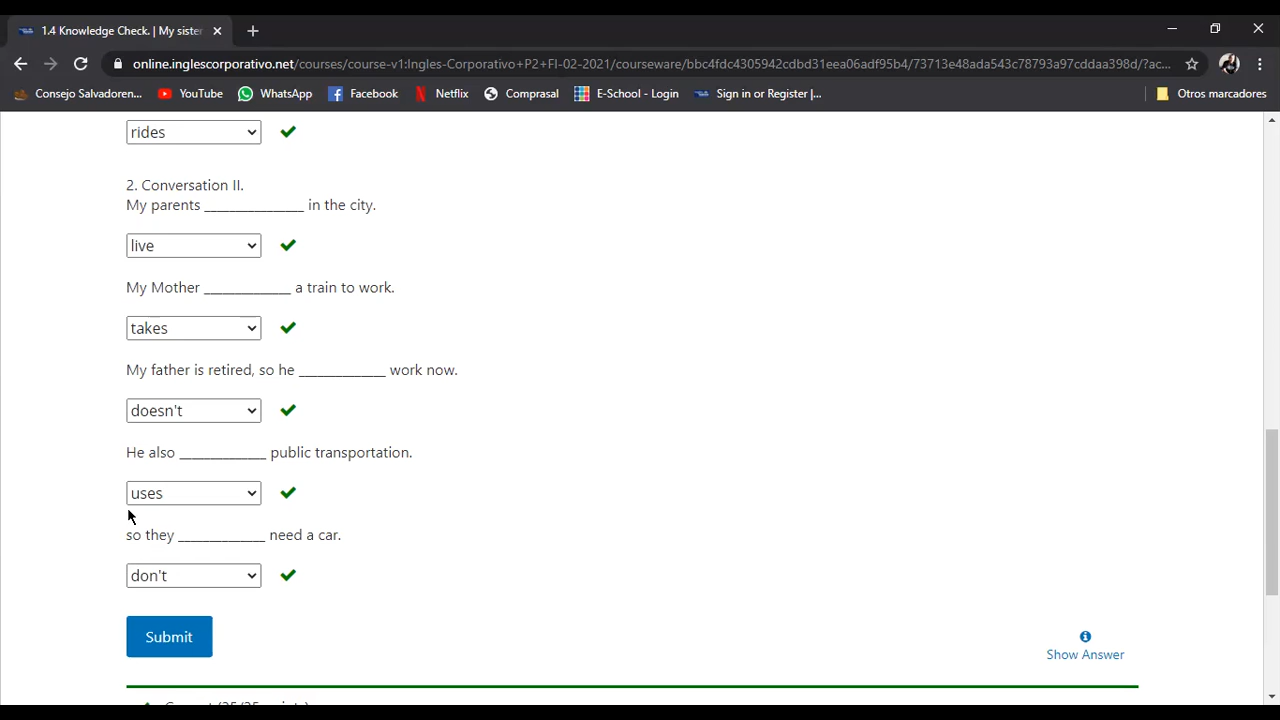 1.4 Knowledge Check. | My sister
online.inglescorporativo.net/courses/course-v1:Ingles-Corporativo+P2+FI-02-2021/courseware/bbc4fdc4305942cdbd31eea06adf95b4/73713e48ada543c78793a97cddaa398d/?ac...
Consejo Salvadoren... YouTube WhatsApp Facebook Netflix Comprasal E-School - Login Sign in or Register |... Otros marcadores
rides
2. Conversation II.
My parents ________________ in the city.
live
My Mother ______________ a train to work.
takes
My father is retired, so he ______________ work now.
doesn't
He also ______________ public transportation.
uses
so they ______________ need a car.
don't
Submit
Show Answer